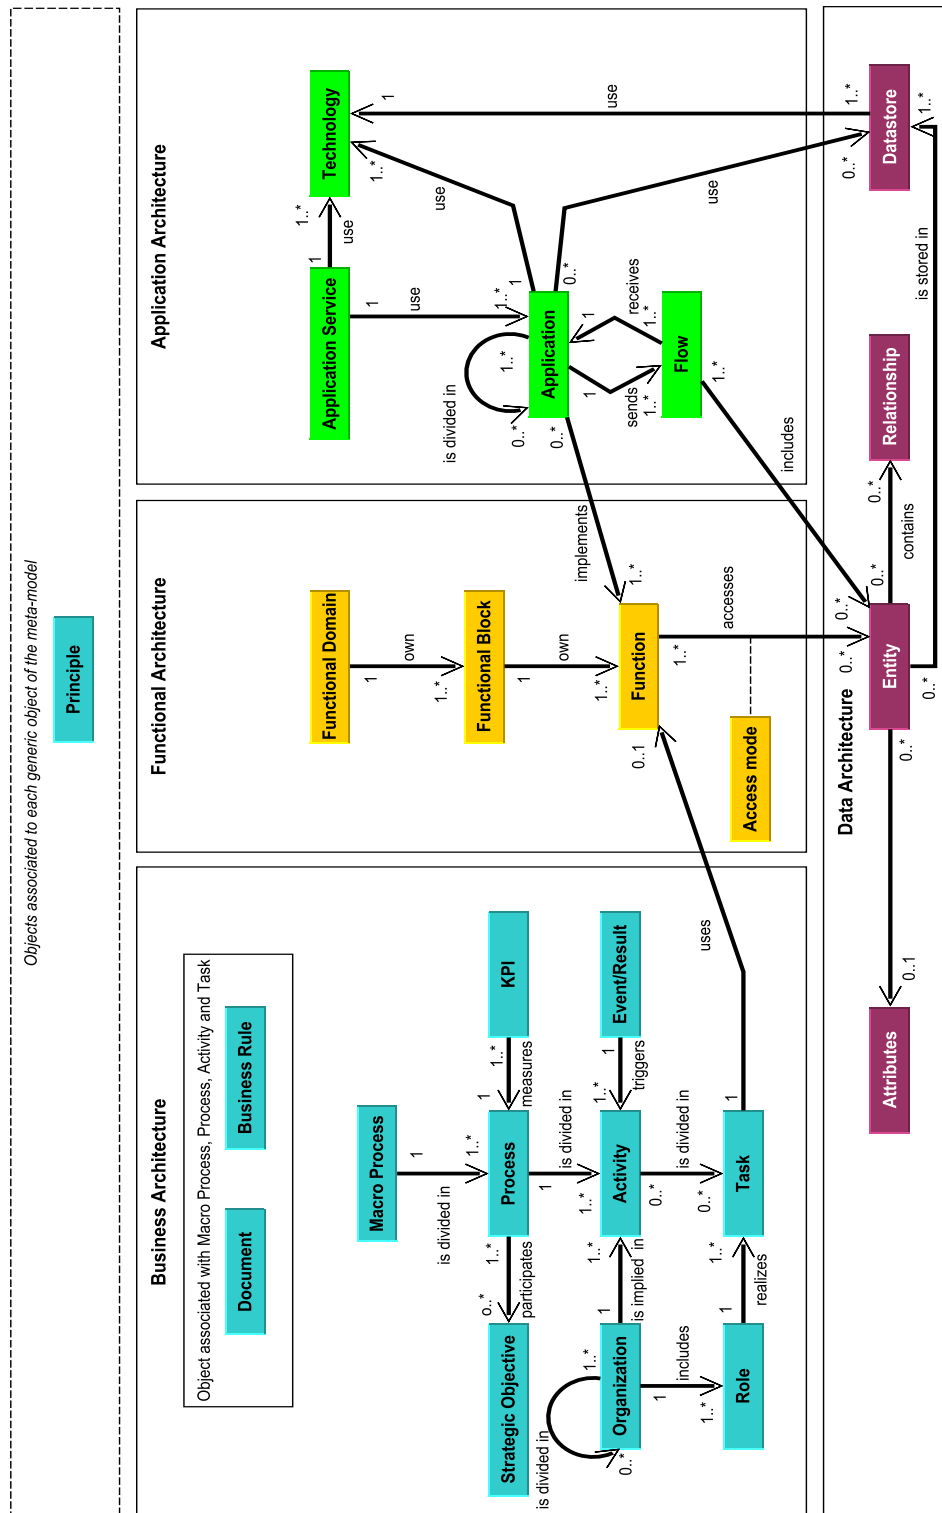 Objects associated to each generic object of the meta-model
Principle
Business Architecture
Object associated with Macro Process, Process, Activity and Task
Document
Business Rule
Macro Process
1
is divided in
1..*
Strategic Objective
o..*
participates
1..*
Process
1
measures
1..*
KPI
1
is divided in
1..*
is divided in
1..*
0..*
Organization
1
is implied in
1..*
Activity
1..*
triggers
1
Event/Result
1
includes
1..*
0..*
is divided in
0..*
Role
1
realizes
1..*
Task
1
uses
0..1
Functional Architecture
Functional Domain
1
own
1..*
Functional Block
1
own
1..*
Function
1..*
accesses
0..*
Access mode
Application Architecture
Application Service
1
use
1..*
Technology
1
use
1..*
1
use
1..*
is divided in
1..*
0..*
Application
0..*
implements
1..*
1
sends
1..*
1
receives
1..*
Flow
1..*
includes
0..*
0..*
use
0..*
1..*
use
1
Data Architecture
Attributes
0..1
0..*
Entity
0..*
contains
0..*
Relationship
0..*
is stored in
1..*
Datastore